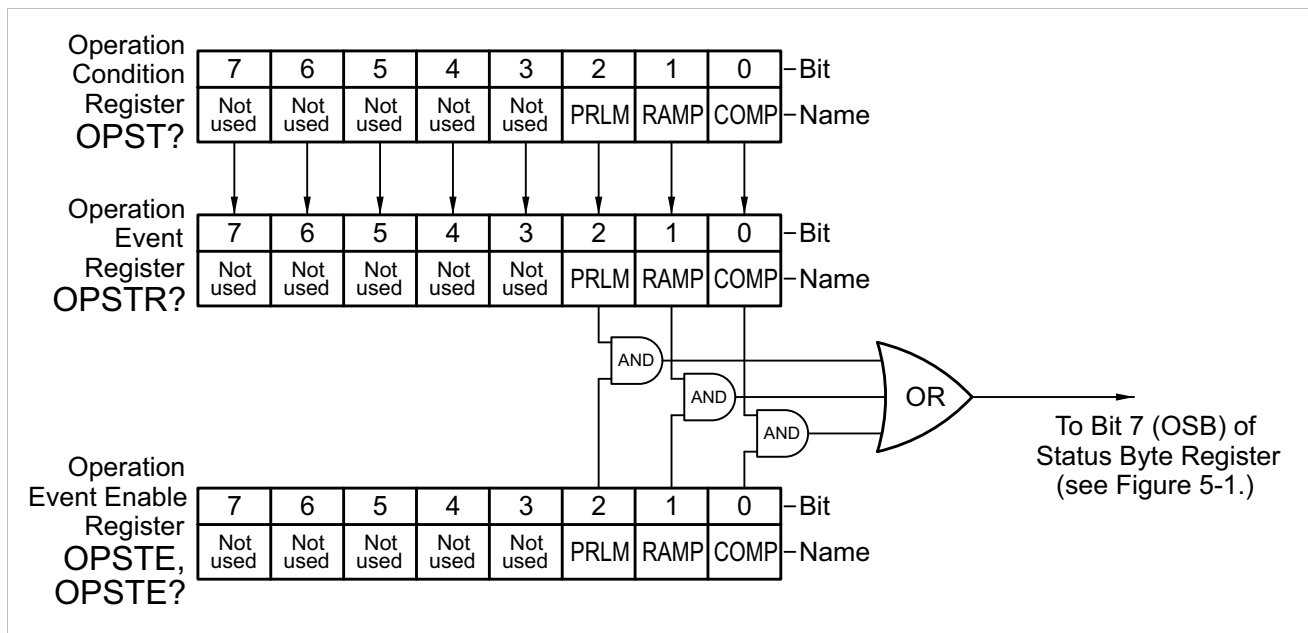 Operation
Condition
Register
OPST?
7 6 5 4 3 2 1 0 Bit
Not used Not used Not used Not used Not used PRLM RAMP COMP Name
Operation
Event
Register
OPSTR?
7 6 5 4 3 2 1 0 Bit
Not used Not used Not used Not used Not used PRLM RAMP COMP Name
AND
AND
AND
OR
To Bit 7 (OSB) of
Status Byte Register
(see Figure 5-1.)
Operation
Event Enable
Register
OPSTE,
OPSTE?
7 6 5 4 3 2 1 0 Bit
Not used Not used Not used Not used Not used PRLM RAMP COMP Name